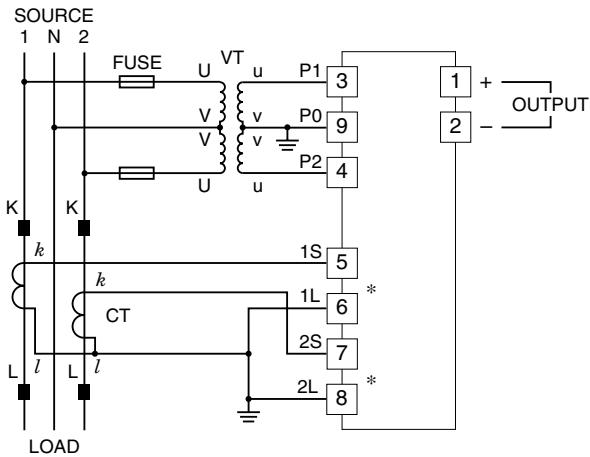 SOURCE
1 N 2
FUSE
VT
U u P1 3 1 +
OUTPUT
V v P0 9 2 –
V v
U u P2 4
K K
k 1S 5
k 1L 6 *
CT
2S 7
L l L l
2L 8 *
LOAD